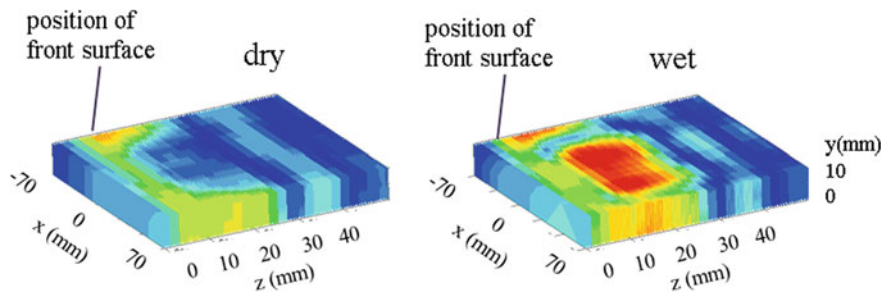 position of
front surface
dry
-70
0
70
x (mm)
0
10
20
30
40
z (mm)
position of
front surface
wet
-70
0
70
x (mm)
0
10
20
30
40
z (mm)
y(mm)
10
0